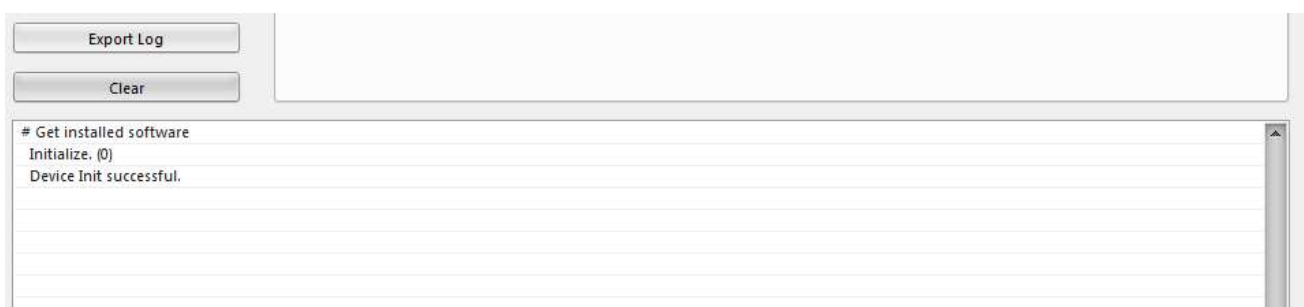 Export Log
Clear
# Get installed software
Initialize. (0)
Device Init successful.